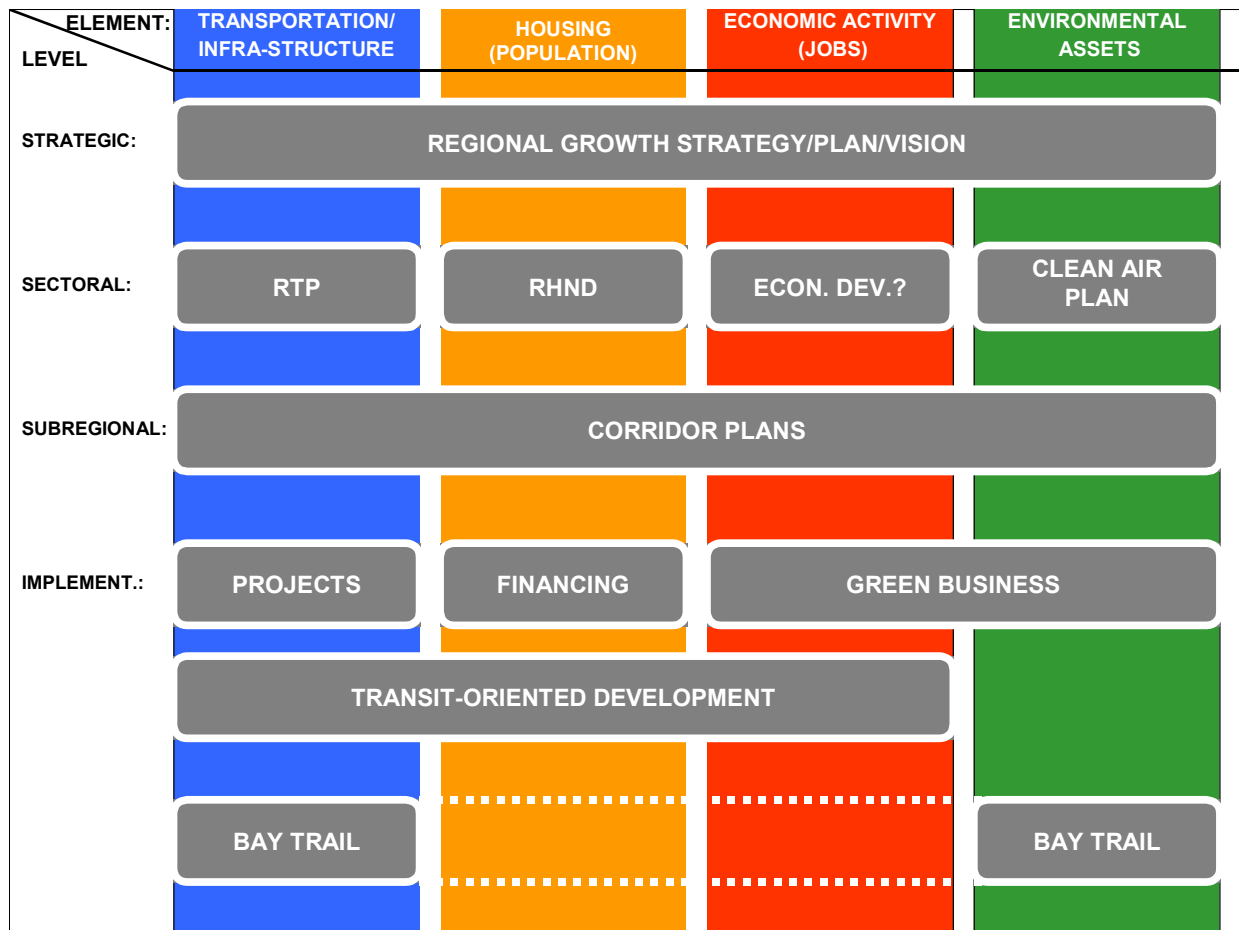 ELEMENT:
LEVEL
TRANSPORTATION/
INFRA-STRUCTURE
HOUSING
(POPULATION)
ECONOMIC ACTIVITY
(JOBS)
ENVIRONMENTAL
ASSETS
STRATEGIC:
REGIONAL GROWTH STRATEGY/PLAN/VISION
SECTORAL:
RTP
RHND
ECON. DEV.?
CLEAN AIR
PLAN
SUBREGIONAL:
CORRIDOR PLANS
IMPLEMENT.:
PROJECTS
FINANCING
GREEN BUSINESS
TRANSIT-ORIENTED DEVELOPMENT
BAY TRAIL
BAY TRAIL